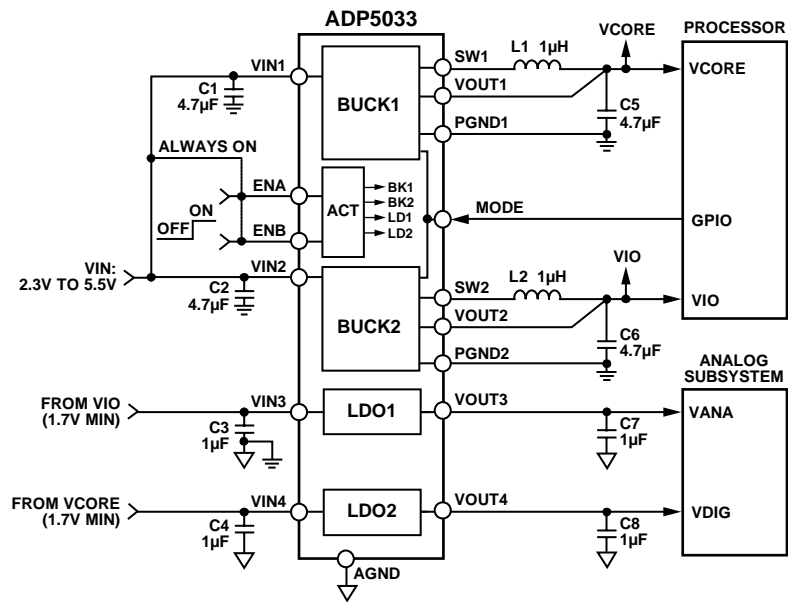 ADP5033
PROCESSOR
VIN1
C1
4.7µF
BUCK1
SW1
L1 1µH
VCORE
VCORE
VOUT1
C5
4.7µF
PGND1
ALWAYS ON
ENA
ON
OFF
ENB
ACT
BK1
BK2
LD1
LD2
MODE
GPIO
VIN:
2.3V TO 5.5V
VIN2
C2
4.7µF
BUCK2
SW2
L2 1µH
VIO
VIO
VOUT2
C6
4.7µF
PGND2
ANALOG
SUBSYSTEM
FROM VIO
(1.7V MIN)
VIN3
C3
1µF
LDO1
VOUT3
C7
1µF
VANA
FROM VCORE
(1.7V MIN)
VIN4
C4
1µF
LDO2
VOUT4
C8
1µF
VDIG
AGND